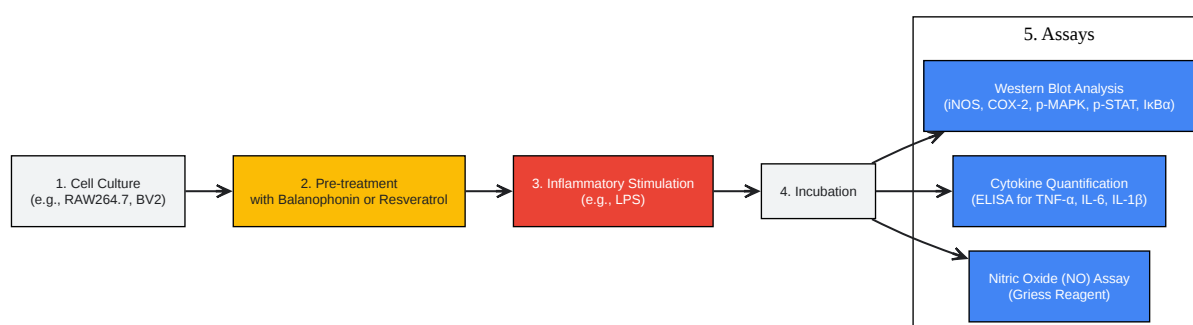 1. Cell Culture
(e.g., RAW264.7, BV2)
2. Pre-treatment
with Balanophonin or Resveratrol
3. Inflammatory Stimulation
(e.g., LPS)
4. Incubation
5. Assays
Western Blot Analysis
(iNOS, COX-2, p-MAPK, p-STAT, IκBα)
Cytokine Quantification
(ELISA for TNF-α, IL-6, IL-1β)
Nitric Oxide (NO) Assay
(Griess Reagent)